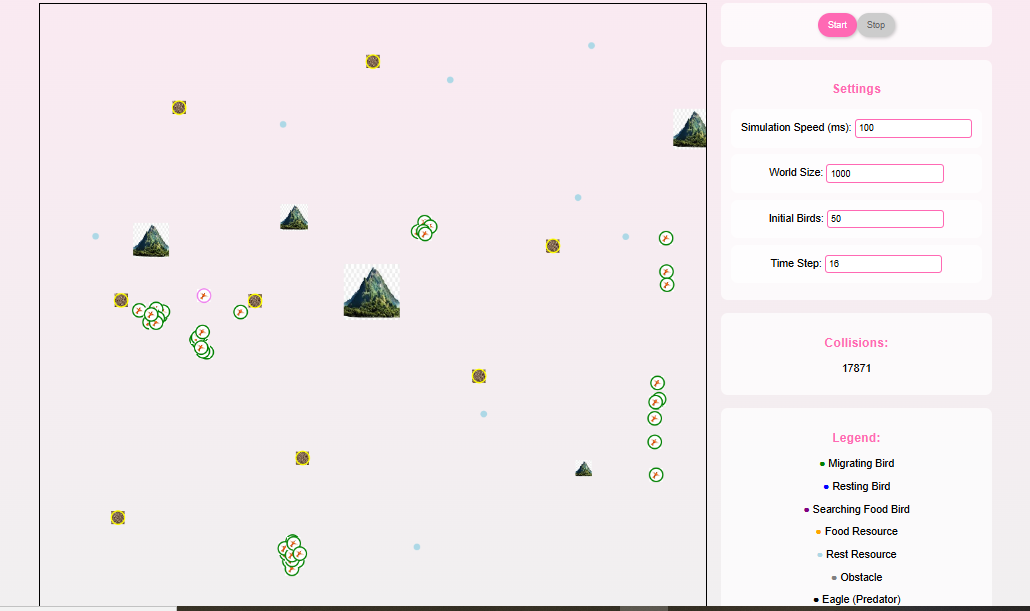 Start Stop
Settings
Simulation Speed (ms): 100
World Size: 1000
Initial Birds: 50
Time Step: 16
Collisions:
17871
Legend:
Migrating Bird
Resting Bird
Searching Food Bird
Food Resource
Rest Resource
Obstacle
Eagle (Predator)